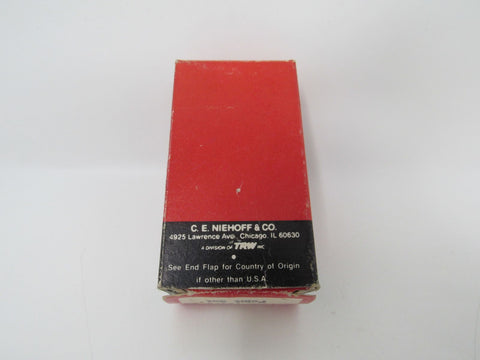 C. E. NIEHOFF & CO.
4925 Lawrence Ave., Chicago, IL 60630
A DIVISION OF TRW INC.
See End Flap for Country of Origin
if other than U.S.A.